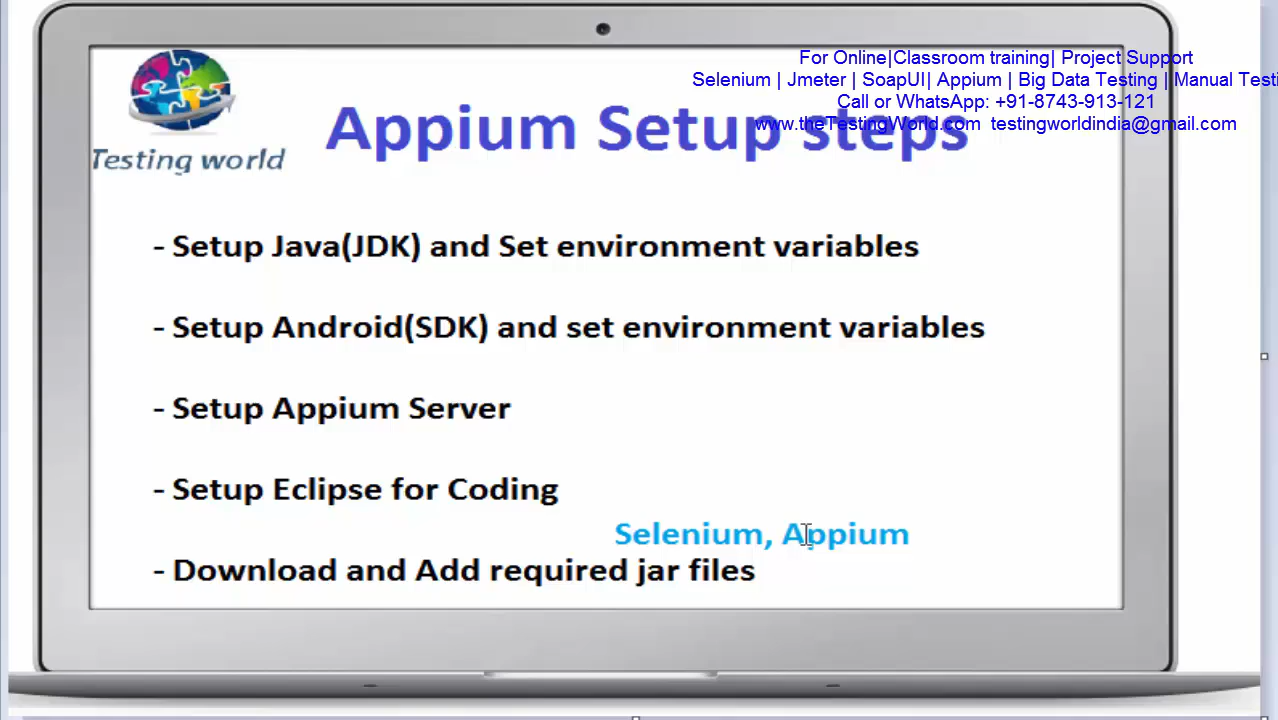 For Online|Classroom training| Project Support
Selenium | Jmeter | SoapUI| Appium | Big Data Testing | Manual Testi
Call or WhatsApp: +91-8743-913-121
www.theTestingWorld.com testingworldindia@gmail.com
Testing world
Appium Setup steps
- Setup Java(JDK) and Set environment variables
- Setup Android(SDK) and set environment variables
- Setup Appium Server
- Setup Eclipse for Coding
Selenium, Appium
- Download and Add required jar files